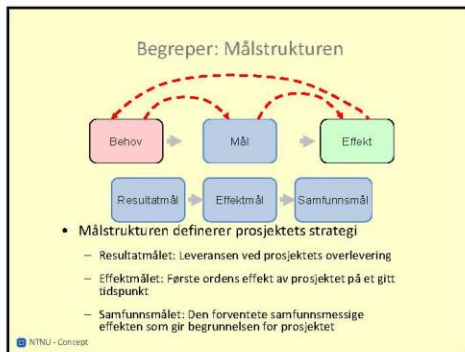 Begreper: Målstrukturen
Behov
Mål
Effekt
Resultatmål
Effektmål
Samfunnsmål
• Målstrukturen definerer prosjektets strategi
– Resultatmålet: Leveransen ved prosjektets overlevering
– Effektmålet: Første ordens effekt av prosjektet på et gitt
tidspunkt
– Samfunnsmålet: Den forventete samfunnsmessige
effekten som gir begrunnelsen for prosjektet
NTNU - Concept